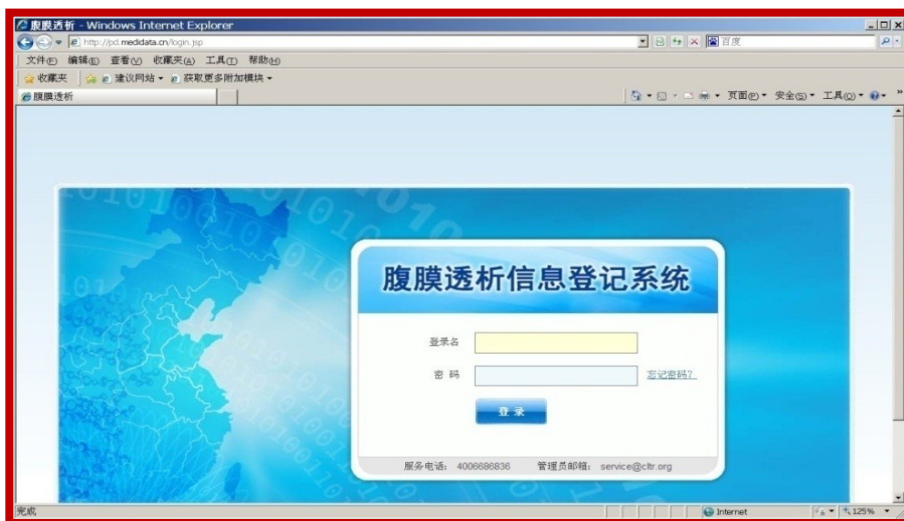 腹膜透析 - Windows Internet Explorer
http://pd.medidata.cn/login.jsp
百度
文件(F) 编辑(E) 查看(V) 收藏夹(A) 工具(T) 帮助(H)
收藏夹 建议网站 获取更多附加模块
腹膜透析 页面(P) 安全(S) 工具(O)
腹膜透析信息登记系统
登录名
密 码 忘记密码?
登 录
服务电话: 4006686836 管理员邮箱: service@cltr.org
完成 Internet 125%